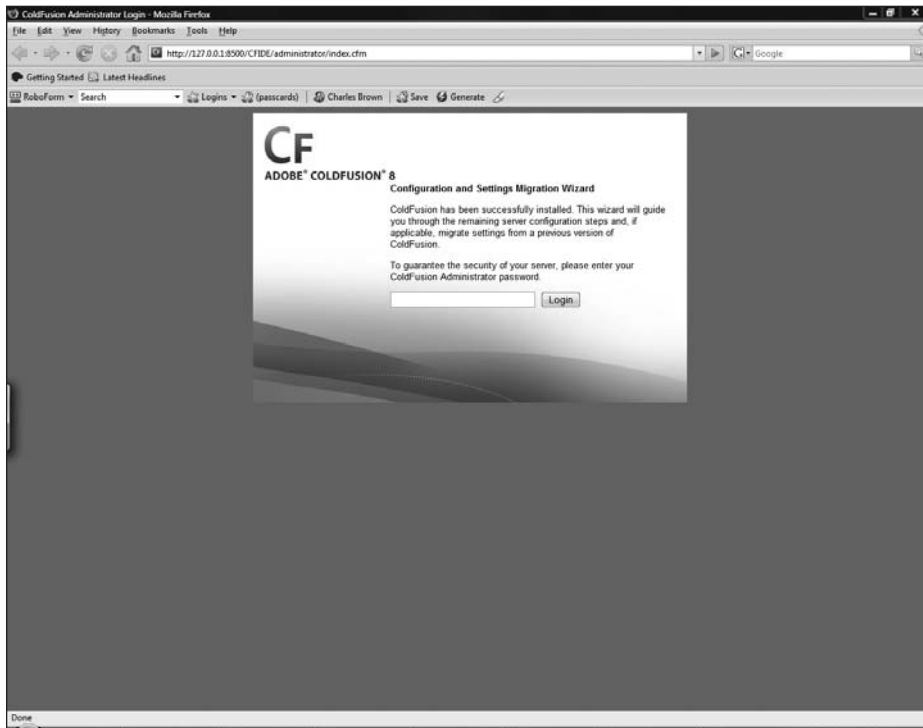 ColdFusion Administrator Login - Mozilla Firefox
File Edit View History Bookmarks Tools Help
http://127.0.0.1:8500/CFIDE/administrator/index.cfm
G Google
Getting Started Latest Headlines
RoboForm Search Logins (passcards) Charles Brown Save Generate
CF
ADOBE® COLDFUSION® 8
Configuration and Settings Migration Wizard
ColdFusion has been successfully installed. This wizard will guide
you through the remaining server configuration steps and, if
applicable, migrate settings from a previous version of
ColdFusion.
To guarantee the security of your server, please enter your
ColdFusion Administrator password.
Login
Done